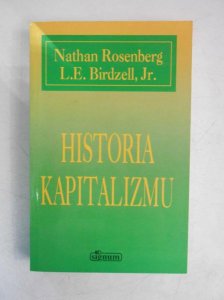 Nathan Rosenberg
L.E. Birdzell, Jr.
HISTORIA
KAPITALIZMU
signum